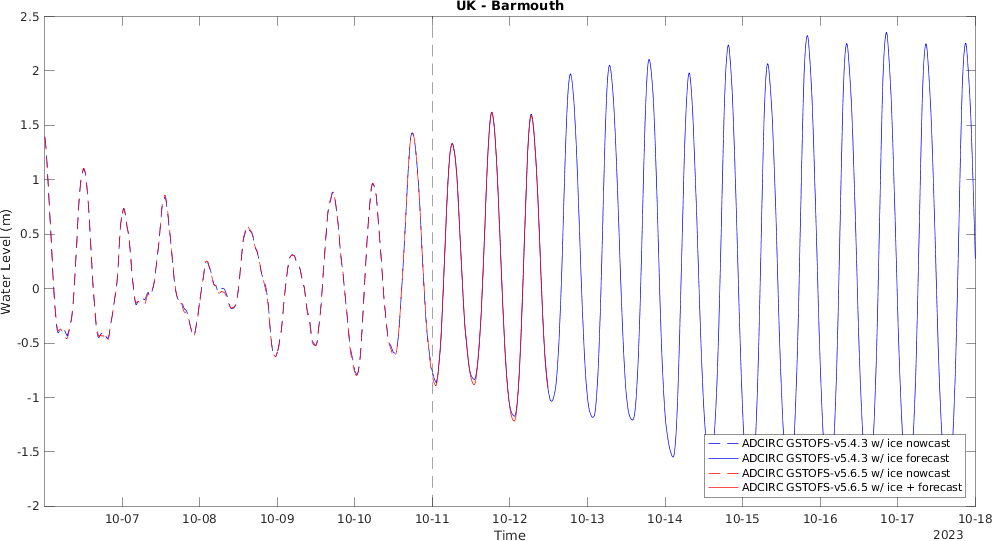 UK - Barmouth
2.5
2
1.5
1
0.5
0
-0.5
-1
-1.5
-2
Water Level (m)
ADCIRC GSTOFS-v5.4.3 w/ ice nowcast
ADCIRC GSTOFS-v5.4.3 w/ ice forecast
ADCIRC GSTOFS-v5.6.5 w/ ice nowcast
ADCIRC GSTOFS-v5.6.5 w/ ice + forecast
10-07 10-08 10-09 10-10 10-11 10-12 10-13 10-14 10-15 10-16 10-17 10-18
Time
2023